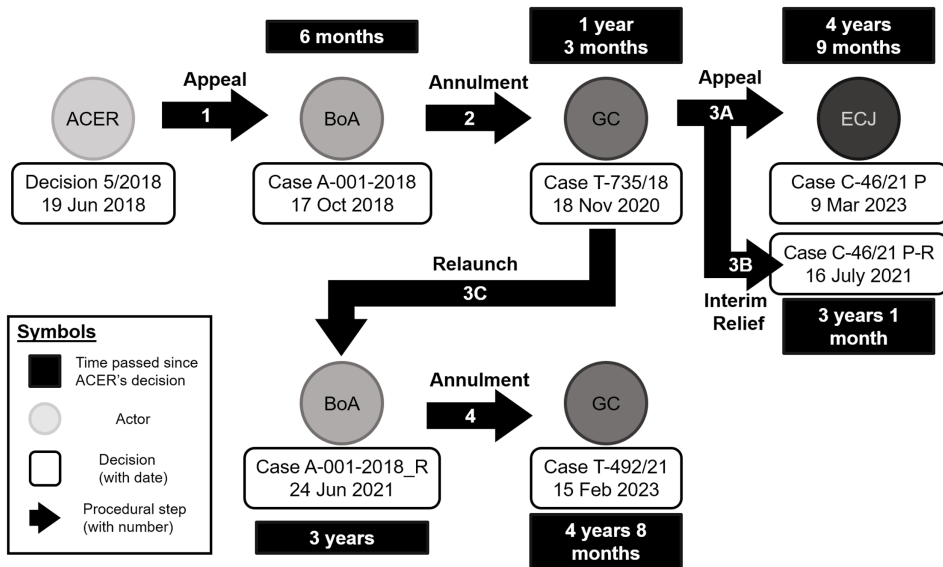 6 months
1 year
3 months
4 years
9 months
Appeal
Annulment
Appeal
ACER
1
BoA
2
GC
3A
ECJ
Decision 5/2018
19 Jun 2018
Case A-001-2018
17 Oct 2018
Case T-735/18
18 Nov 2020
Case C-46/21 P
9 Mar 2023
Case C-46/21 P-R
16 July 2021
3B
Interim
Relief
3 years 1
month
Relaunch
3C
Symbols
Time passed since
ACER's decision
Actor
Decision
(with date)
Procedural step
(with number)
BoA
Annulment
4
GC
Case A-001-2018_R
24 Jun 2021
Case T-492/21
15 Feb 2023
3 years
4 years 8
months